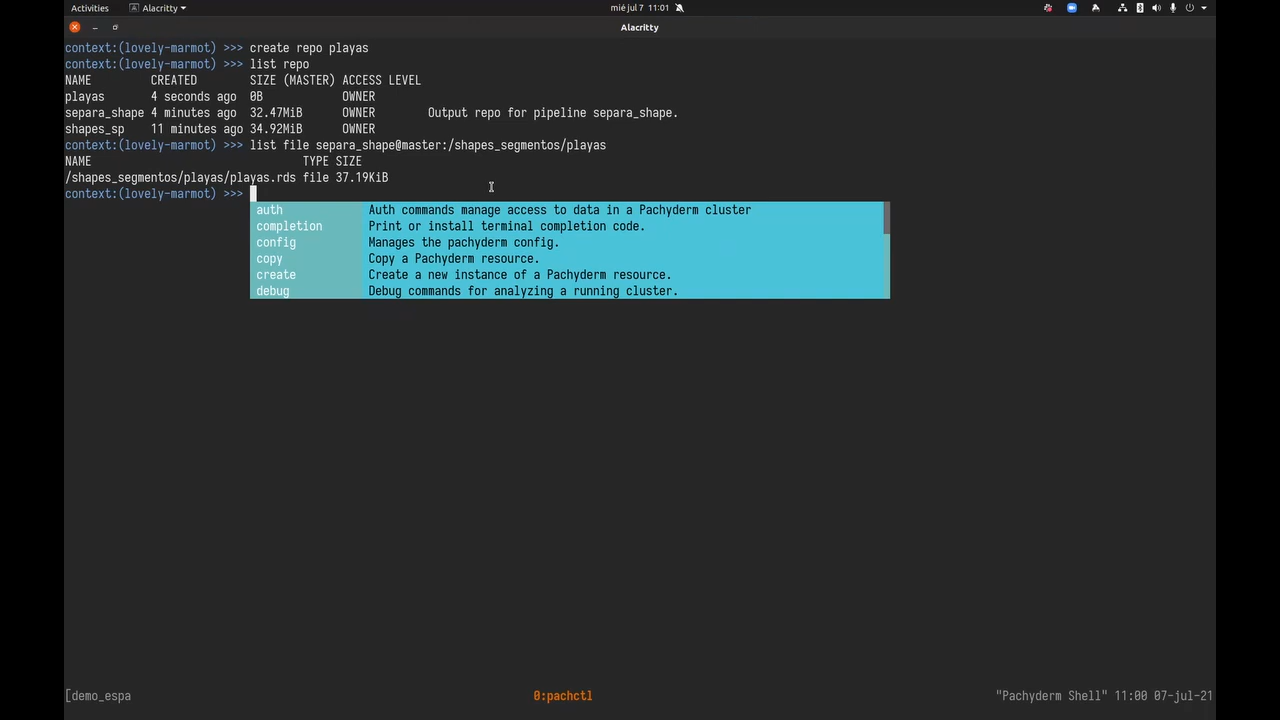 Activities Alacritty mié jul 7 11:01
Alacritty
context:(lovely-marmot) >>> create repo playas
context:(lovely-marmot) >>> list repo
NAME CREATED SIZE (MASTER) ACCESS LEVEL
playas 4 seconds ago 0B OWNER
separa_shape 4 minutes ago 32.47MiB OWNER Output repo for pipeline separa_shape.
shapes_sp 11 minutes ago 34.92MiB OWNER
context:(lovely-marmot) >>> list file separa_shape@master:/shapes_segmentos/playas
NAME TYPE SIZE
/shapes_segmentos/playas/playas.rds file 37.19KiB
context:(lovely-marmot) >>>
auth Auth commands manage access to data in a Pachyderm cluster
completion Print or install terminal completion code.
config Manages the pachyderm config.
copy Copy a Pachyderm resource.
create Create a new instance of a Pachyderm resource.
debug Debug commands for analyzing a running cluster.
[demo_espa 0:pachctl "Pachyderm Shell" 11:00 07-jul-21